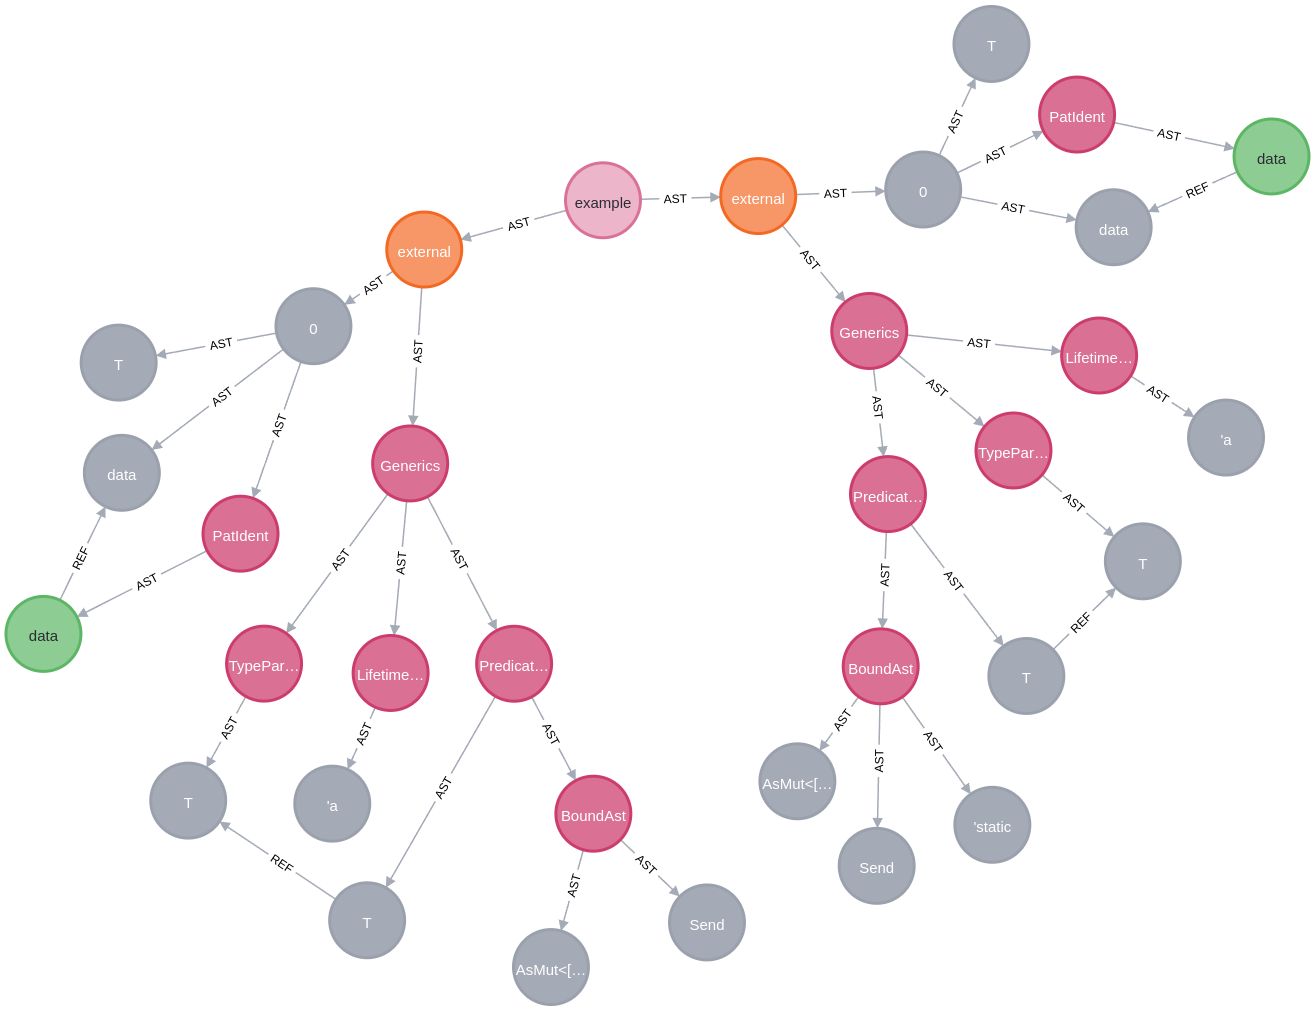 T
AST
PatIdent
AST
data
AST
REF
0
AST
data
AST
external
AST
example
AST
external
AST
AST
0
AST
T
AST
data
AST
PatIdent
REF
AST
data
AST
Generics
AST
TypePar…
AST
Lifetime…
AST
Predicat…
AST
T
AST
'a
AST
T
REF
AST
BoundAst
AST
AsMut<[…
AST
Send
AST
Generics
AST
Lifetime…
AST
'a
AST
TypePar…
AST
T
AST
Predicat…
AST
T
REF
AST
BoundAst
AST
AsMut<[…
AST
Send
AST
'static